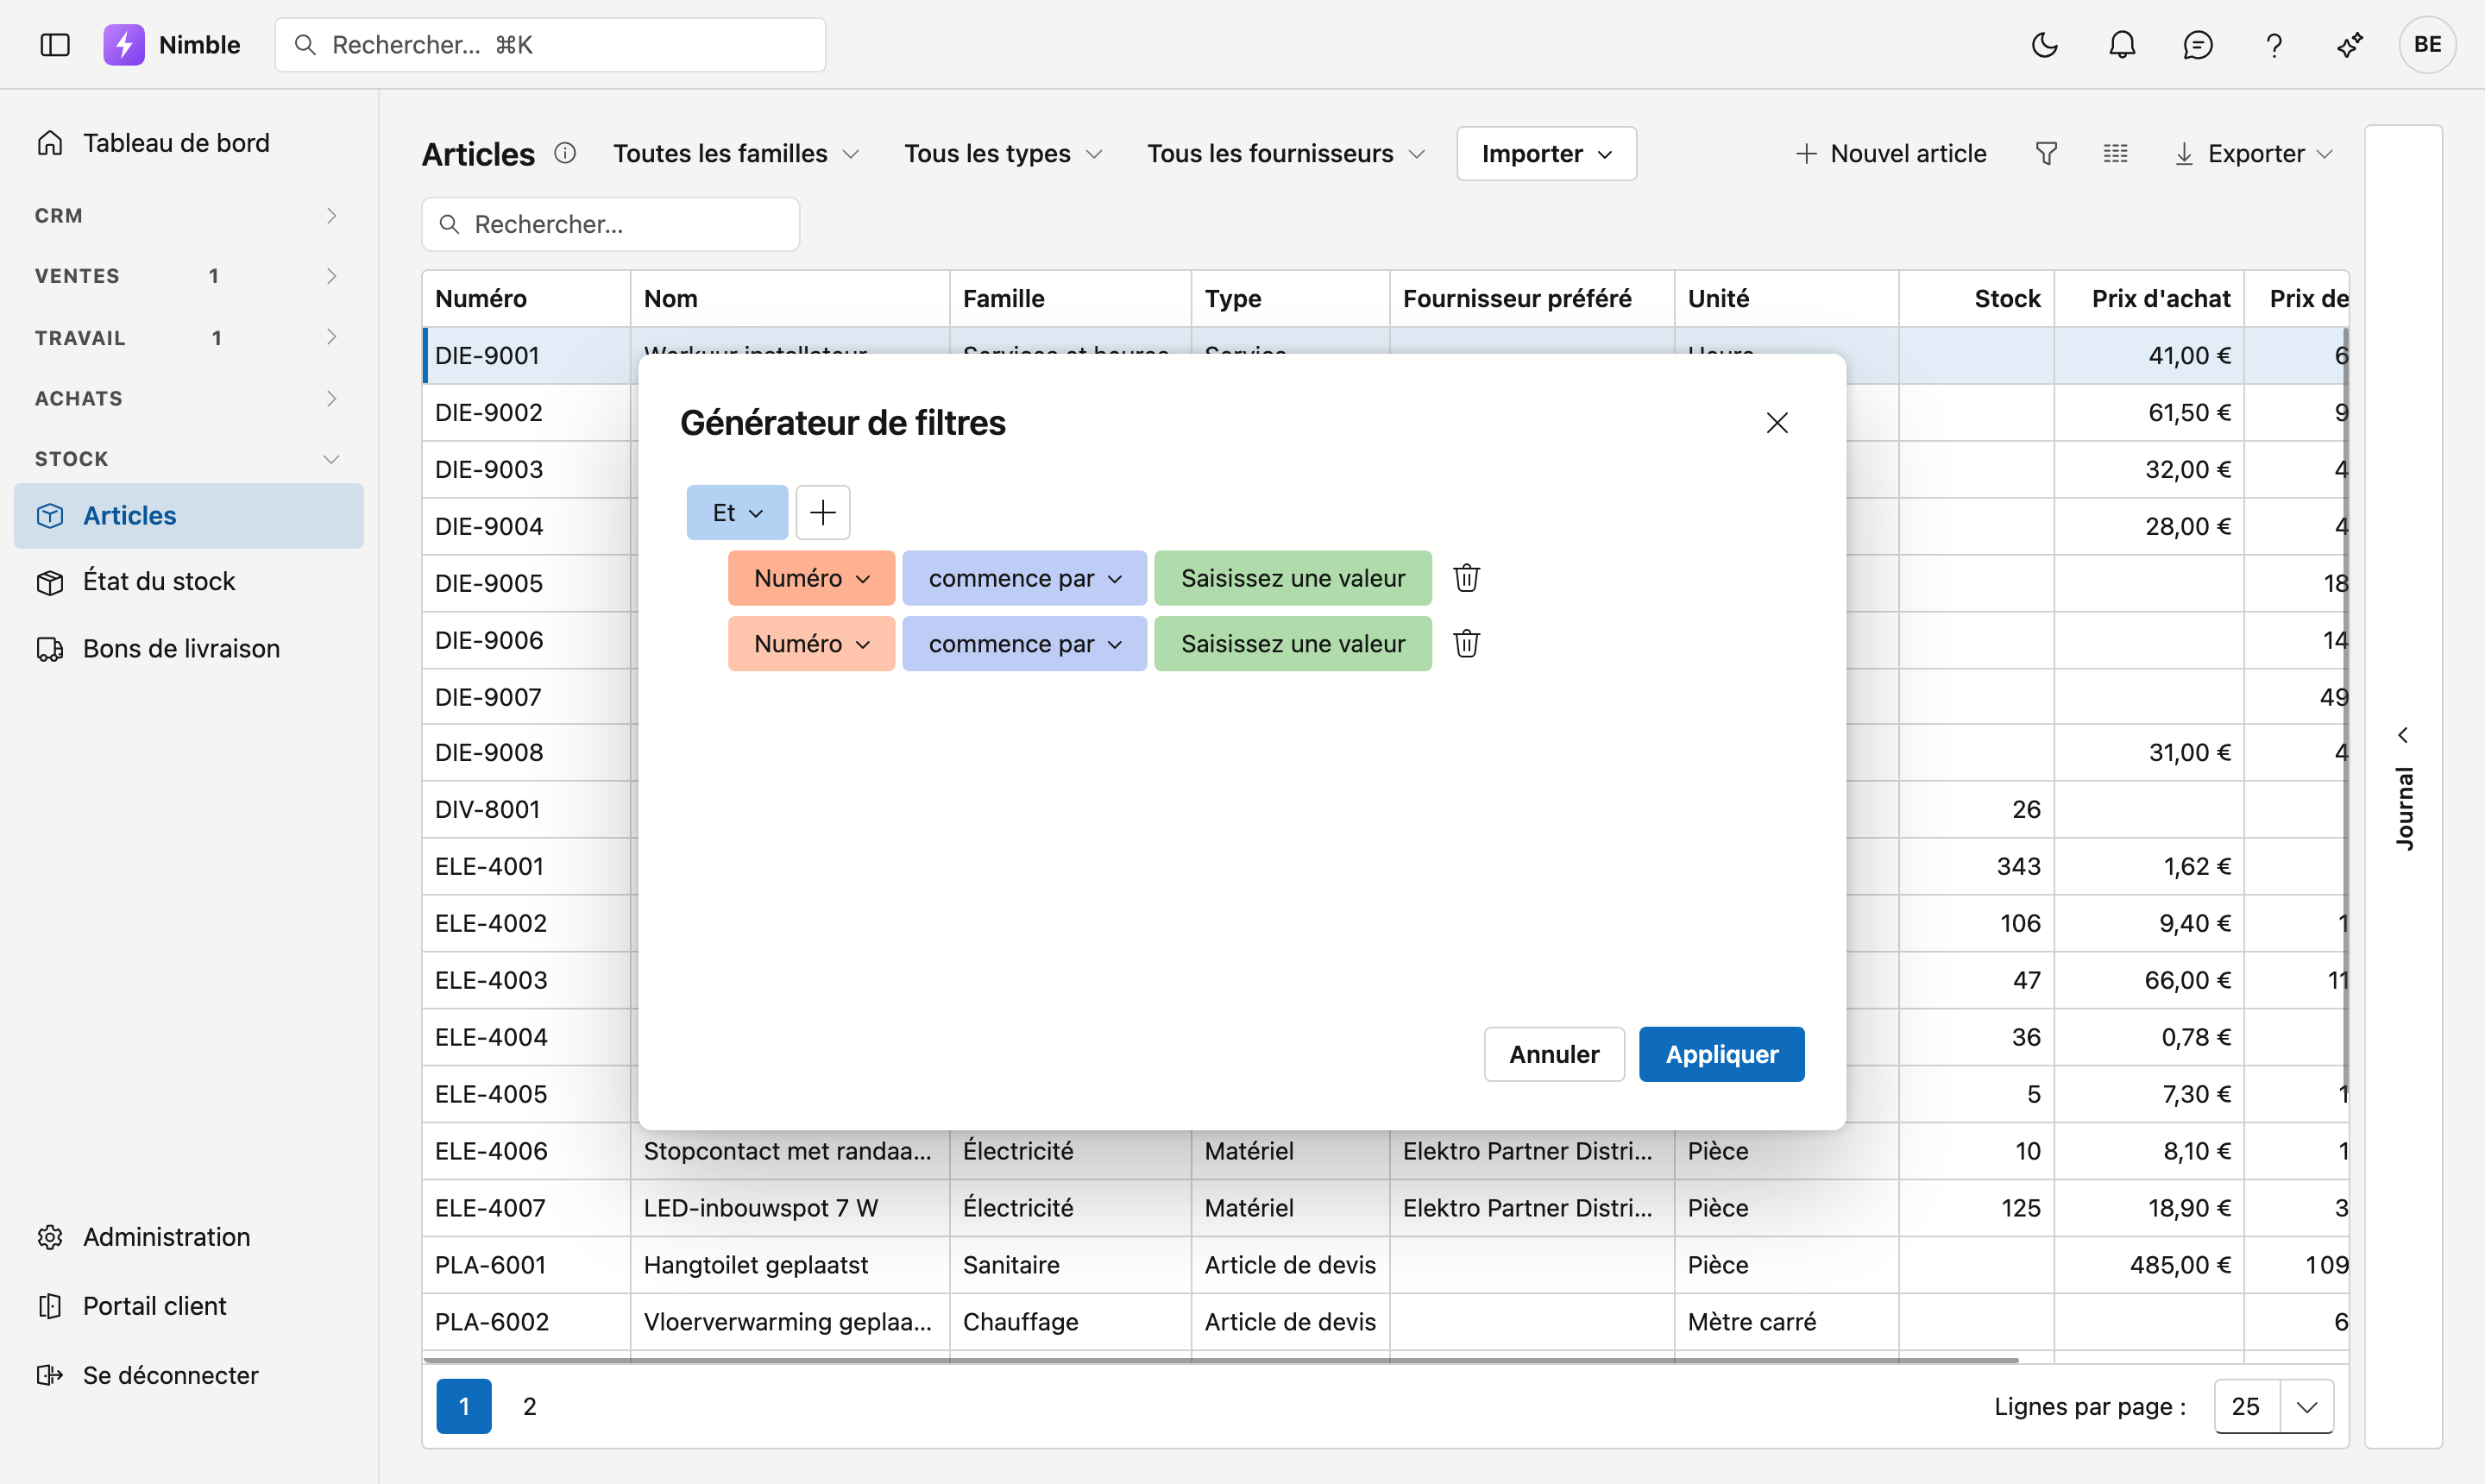 Nimble
Rechercher... ⌘K
BE
Tableau de bord
CRM
VENTES 1
TRAVAIL 1
ACHATS
STOCK
Articles
État du stock
Bons de livraison
Administration
Portail client
Se déconnecter
Articles Toutes les familles Tous les types Tous les fournisseurs Importer Nouvel article Exporter
Rechercher...
Numéro Nom Famille Type Fournisseur préféré Unité Stock Prix d'achat Prix de
DIE-9001 Werkuur installateur Services et heures Service Heure 41,00 € 6
DIE-9002 61,50 € 9
DIE-9003 32,00 € 4
DIE-9004 28,00 € 4
DIE-9005 18
DIE-9006 14
DIE-9007 49
DIE-9008 31,00 € 4
DIV-8001 26
ELE-4001 343 1,62 €
ELE-4002 106 9,40 € 1
ELE-4003 47 66,00 € 11
ELE-4004 36 0,78 €
ELE-4005 5 7,30 € 1
ELE-4006 Stopcontact met randaa... Électricité Matériel Elektro Partner Distri... Pièce 10 8,10 € 1
ELE-4007 LED-inbouwspot 7 W Électricité Matériel Elektro Partner Distri... Pièce 125 18,90 € 3
PLA-6001 Hangtoilet geplaatst Sanitaire Article de devis Pièce 485,00 € 109
PLA-6002 Vloerverwarming geplaa... Chauffage Article de devis Mètre carré 6
Générateur de filtres
Et
Numéro commence par Saisissez une valeur
Numéro commence par Saisissez une valeur
Annuler Appliquer
1 2
Lignes par page : 25
Journal